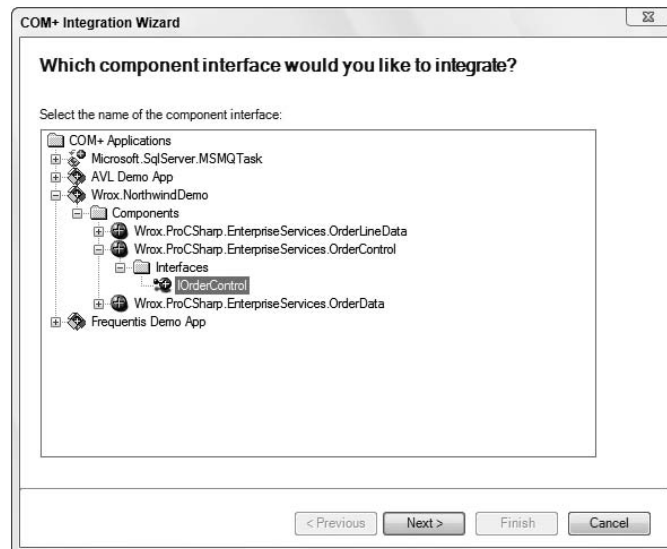 COM+ Integration Wizard
Which component interface would you like to integrate?
Select the name of the component interface:
COM+ Applications
Microsoft.SqlServer.MSMQTask
AVL Demo App
Wrox.NorthwindDemo
Components
Wrox.ProCSharp.EnterpriseServices.OrderLineData
Wrox.ProCSharp.EnterpriseServices.OrderControl
Interfaces
IOrderControl
Wrox.ProCSharp.EnterpriseServices.OrderData
Frequentis Demo App
< Previous Next > Finish Cancel